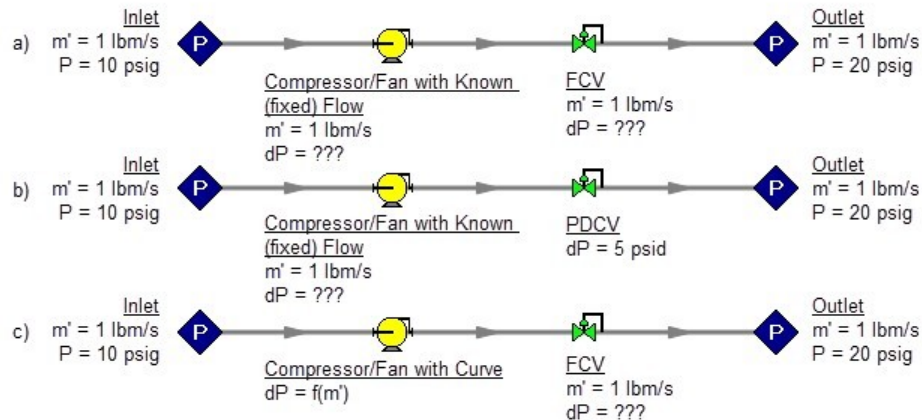 a)
Inlet
m' = 1 lbm/s
P = 10 psig
P
Compressor/Fan with Known
(fixed) Flow
m' = 1 lbm/s
dP = ???
FCV
m' = 1 lbm/s
dP = ???
P
Outlet
m' = 1 lbm/s
P = 20 psig
b)
Inlet
m' = 1 lbm/s
P = 10 psig
P
Compressor/Fan with Known
(fixed) Flow
m' = 1 lbm/s
dP = ???
PDCV
dP = 5 psid
P
Outlet
m' = 1 lbm/s
P = 20 psig
c)
Inlet
m' = 1 lbm/s
P = 10 psig
P
Compressor/Fan with Curve
dP = f(m')
FCV
m' = 1 lbm/s
dP = ???
P
Outlet
m' = 1 lbm/s
P = 20 psig